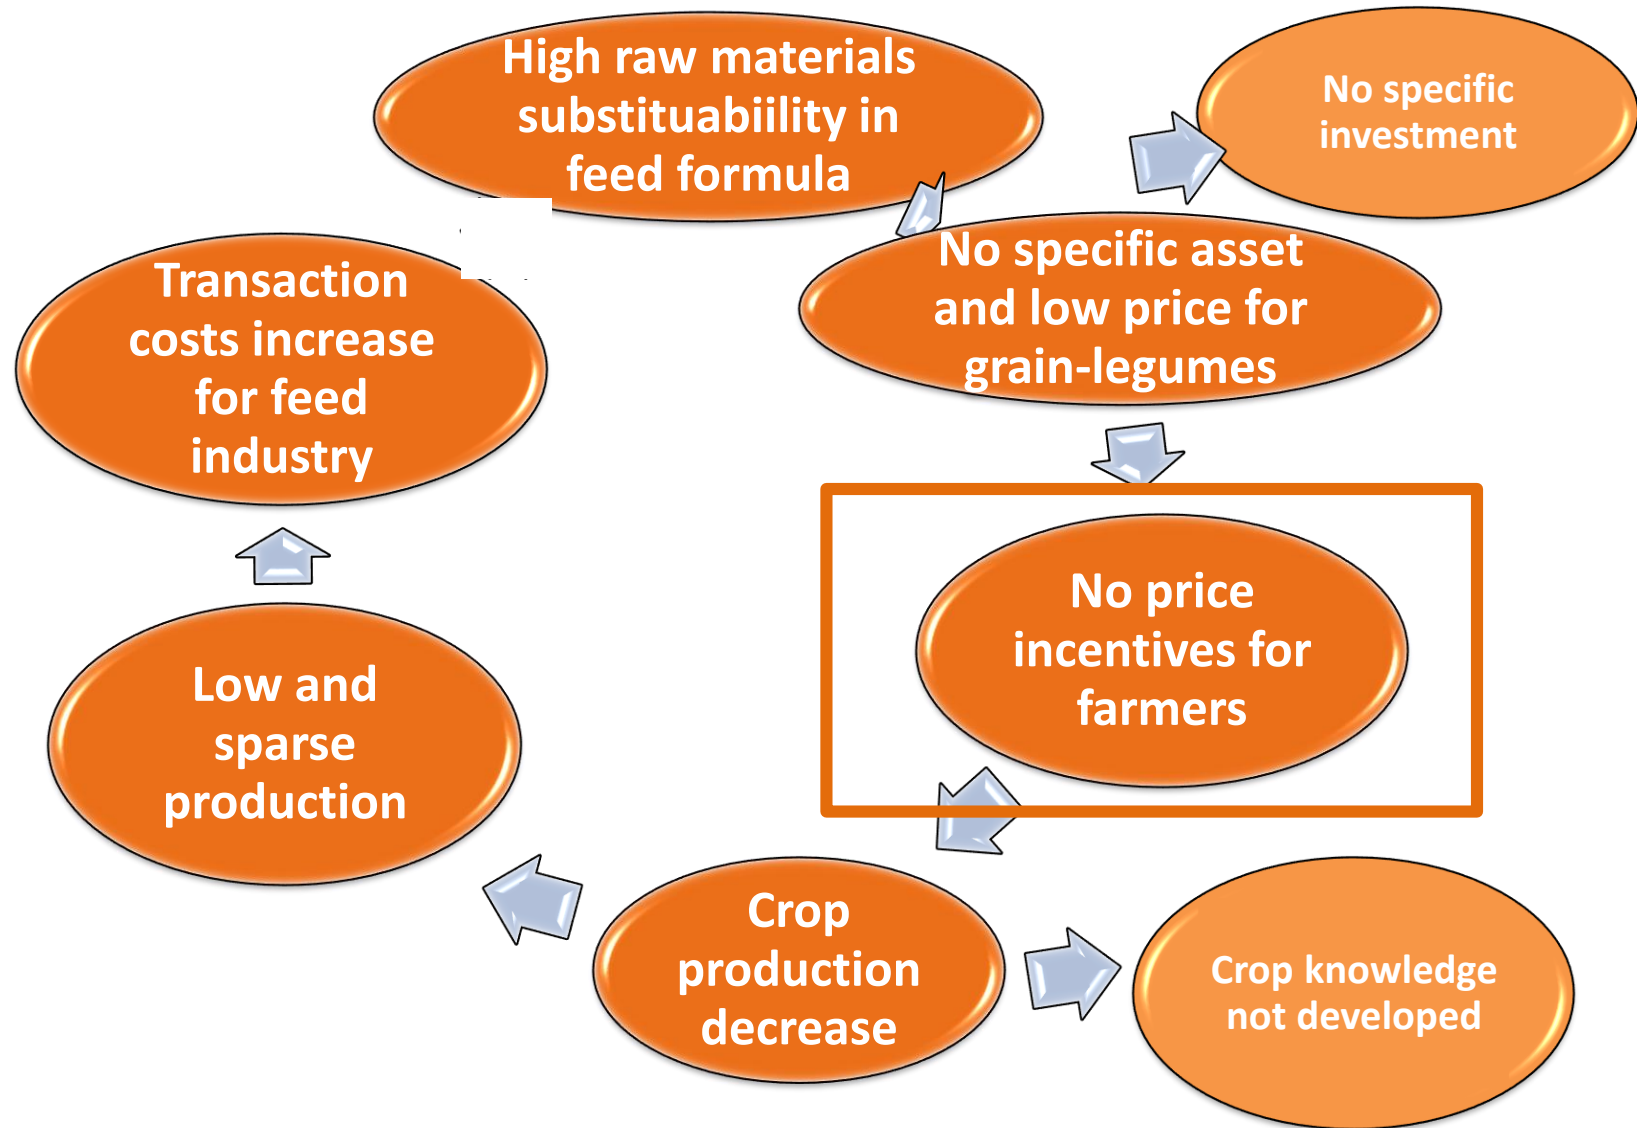 High raw materials
substituabiility in
feed formula
No specific
investment
No specific asset
and low price for
grain-legumes
Transaction
costs increase
for feed
industry
No price
incentives for
farmers
Low and
sparse
production
Crop
production
decrease
Crop knowledge
not developed